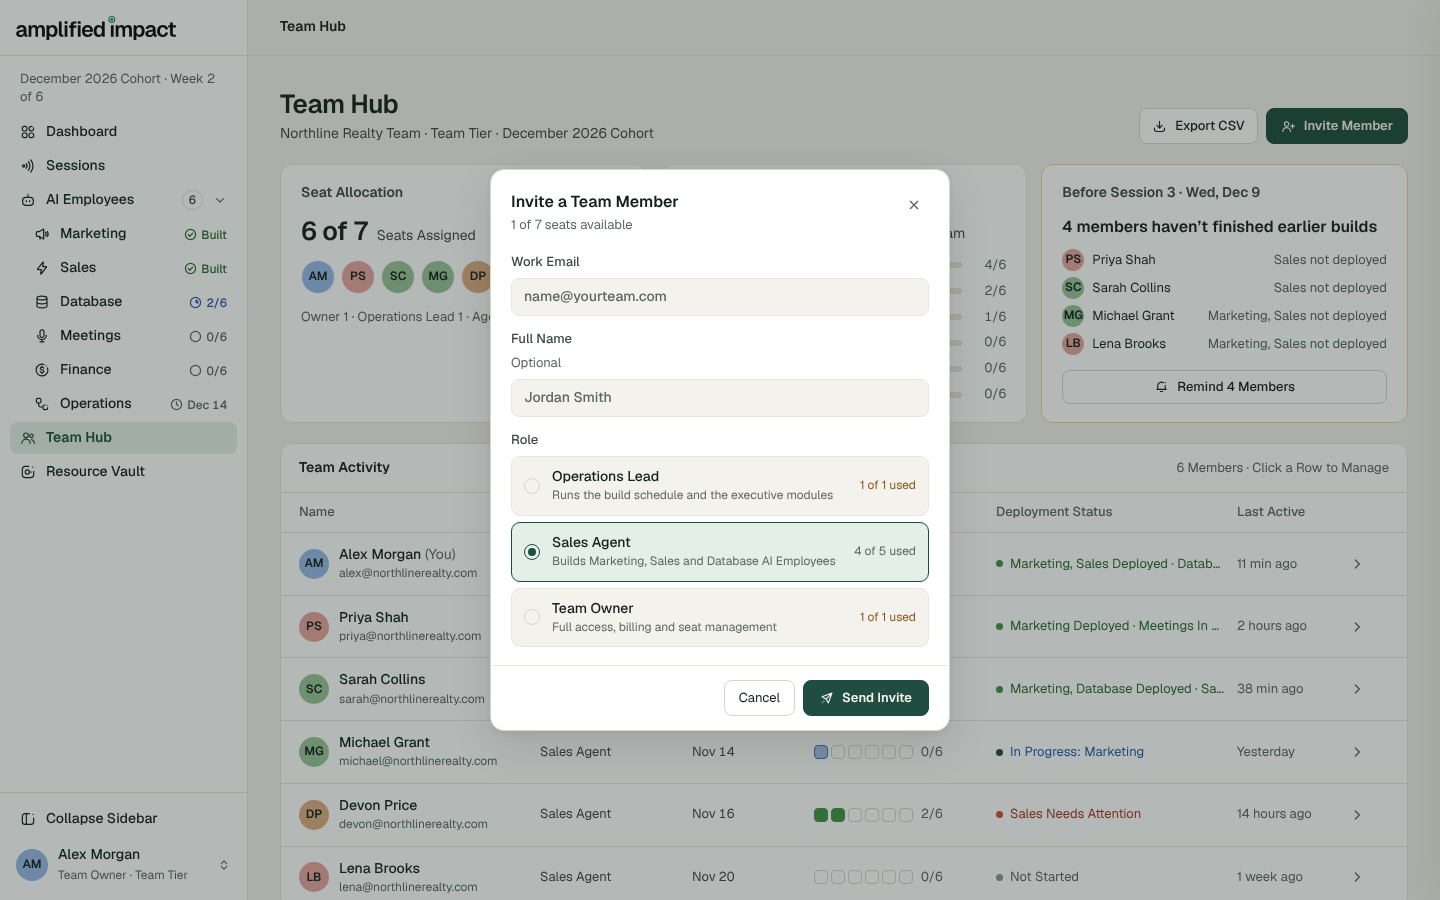 amplified impact
December 2026 Cohort · Week 2
of 6
Dashboard
Sessions
AI Employees 6
Marketing Built
Sales Built
Database 2/6
Meetings 0/6
Finance 0/6
Operations Dec 14
Team Hub
Resource Vault
Collapse Sidebar
AM
Alex Morgan
Team Owner · Team Tier
Team Hub
Team Hub
Northline Realty Team · Team Tier · December 2026 Cohort
Export CSV
Invite Member
Seat Allocation
6 of 7 Seats Assigned
AM PS SC MG DP
Owner 1 · Operations Lead 1 ·
4/6
2/6
1/6
0/6
0/6
0/6
Before Session 3 · Wed, Dec 9
4 members haven't finished earlier builds
PS Priya Shah Sales not deployed
SC Sarah Collins Sales not deployed
MG Michael Grant Marketing, Sales not deployed
LB Lena Brooks Marketing, Sales not deployed
Remind 4 Members
Invite a Team Member
1 of 7 seats available
Work Email
name@yourteam.com
Full Name
Optional
Jordan Smith
Role
Operations Lead
Runs the build schedule and the executive modules
1 of 1 used
Sales Agent
Builds Marketing, Sales and Database AI Employees
4 of 5 used
Team Owner
Full access, billing and seat management
1 of 1 used
Cancel
Send Invite
Team Activity
6 Members · Click a Row to Manage
Name Deployment Status Last Active
AM Alex Morgan (You) Marketing, Sales Deployed · Datab... 11 min ago
alex@northlinerealty.com
PS Priya Shah Marketing Deployed · Meetings In ... 2 hours ago
priya@northlinerealty.com
SC Sarah Collins Marketing, Database Deployed · Sa... 38 min ago
sarah@northlinerealty.com
MG Michael Grant Sales Agent Nov 14 0/6 In Progress: Marketing Yesterday
michael@northlinerealty.com
DP Devon Price Sales Agent Nov 16 2/6 Sales Needs Attention 14 hours ago
devon@northlinerealty.com
LB Lena Brooks Sales Agent Nov 20 0/6 Not Started 1 week ago
lena@northlinerealty.com